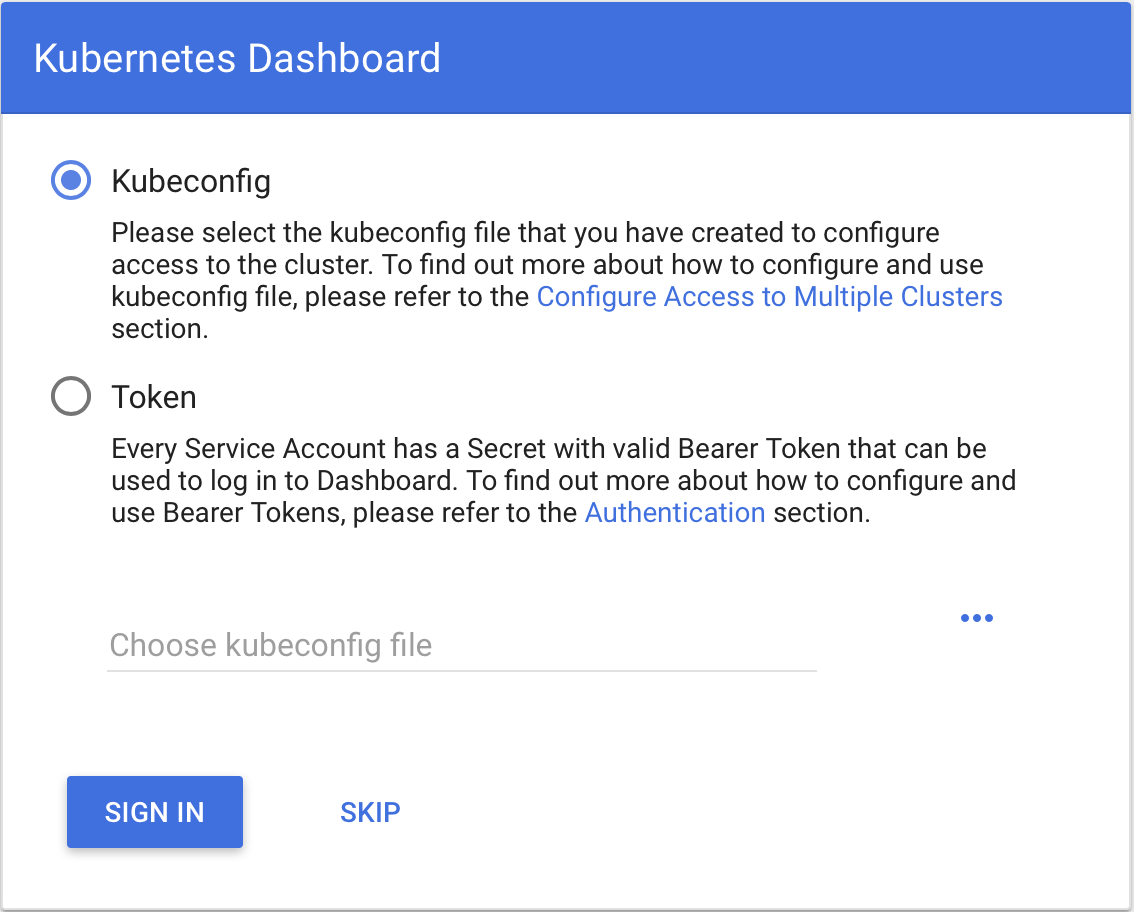 Kubernetes Dashboard
Kubeconfig
Please select the kubeconfig file that you have created to configure
access to the cluster. To find out more about how to configure and use
kubeconfig file, please refer to the Configure Access to Multiple Clusters
section.
Token
Every Service Account has a Secret with valid Bearer Token that can be
used to log in to Dashboard. To find out more about how to configure and
use Bearer Tokens, please refer to the Authentication section.
Choose kubeconfig file
SIGN IN SKIP